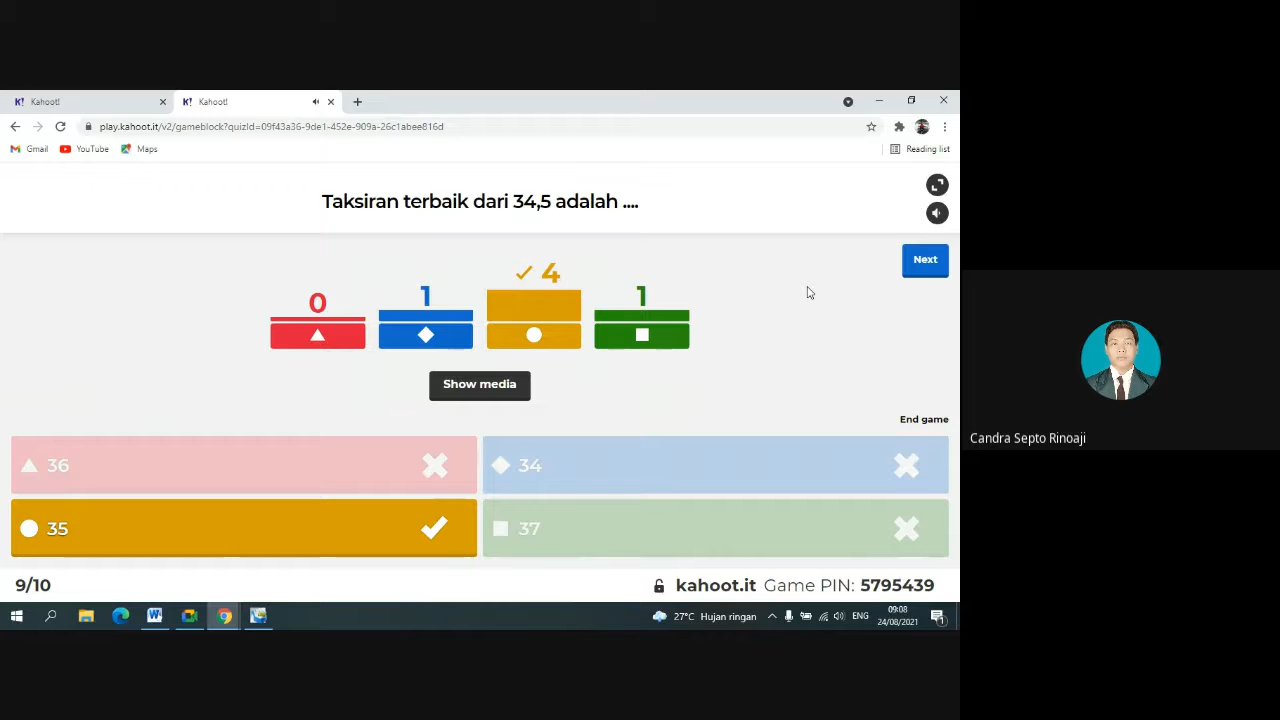 K! Kahoot!
K! Kahoot!
play.kahoot.it/v2/gameblock?quizId=09f43a36-9de1-452e-909a-26c1abee816d
Gmail YouTube Maps Reading list
Taksiran terbaik dari 34,5 adalah ....
Next
0 1 4 1
Show media
End game
36 34
35 37
9/10 kahoot.it Game PIN: 5795439
27°C Hujan ringan ENG 09:08
24/08/2021
1
Candra Septo Rinoaji